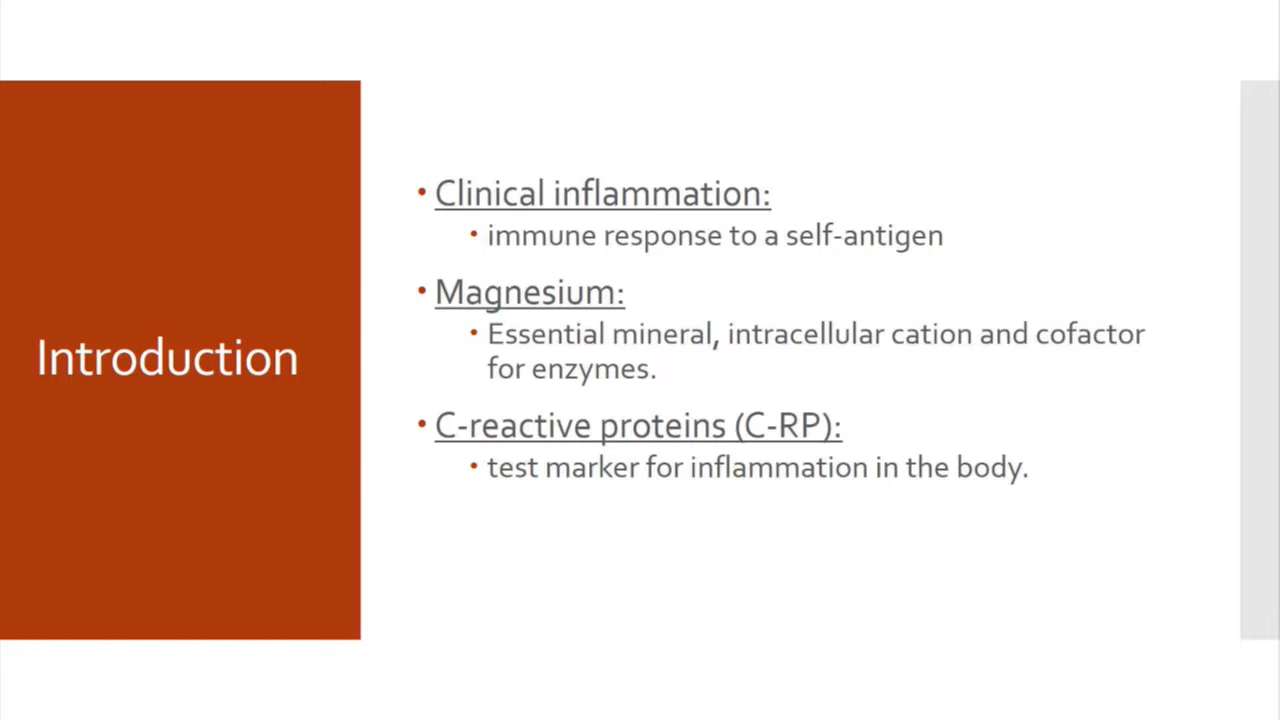 Introduction
• Clinical inflammation:
• immune response to a self-antigen
• Magnesium:
• Essential mineral, intracellular cation and cofactor
for enzymes.
• C-reactive proteins (C-RP):
• test marker for inflammation in the body.